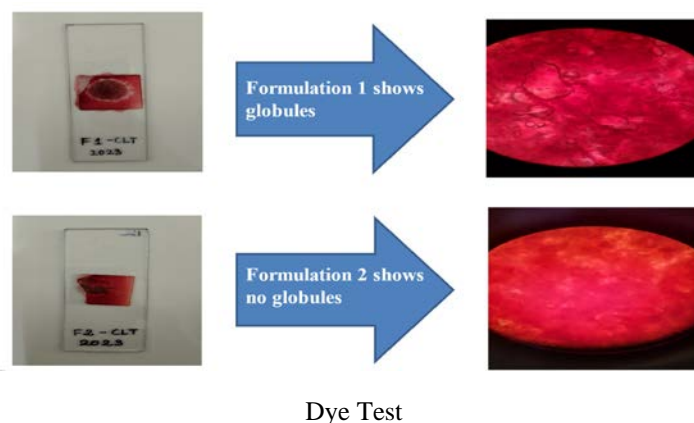 Formulation 1 shows
globules
F1-CLT
2023
Formulation 2 shows
no globules
F2-CLT
2023
Dye Test